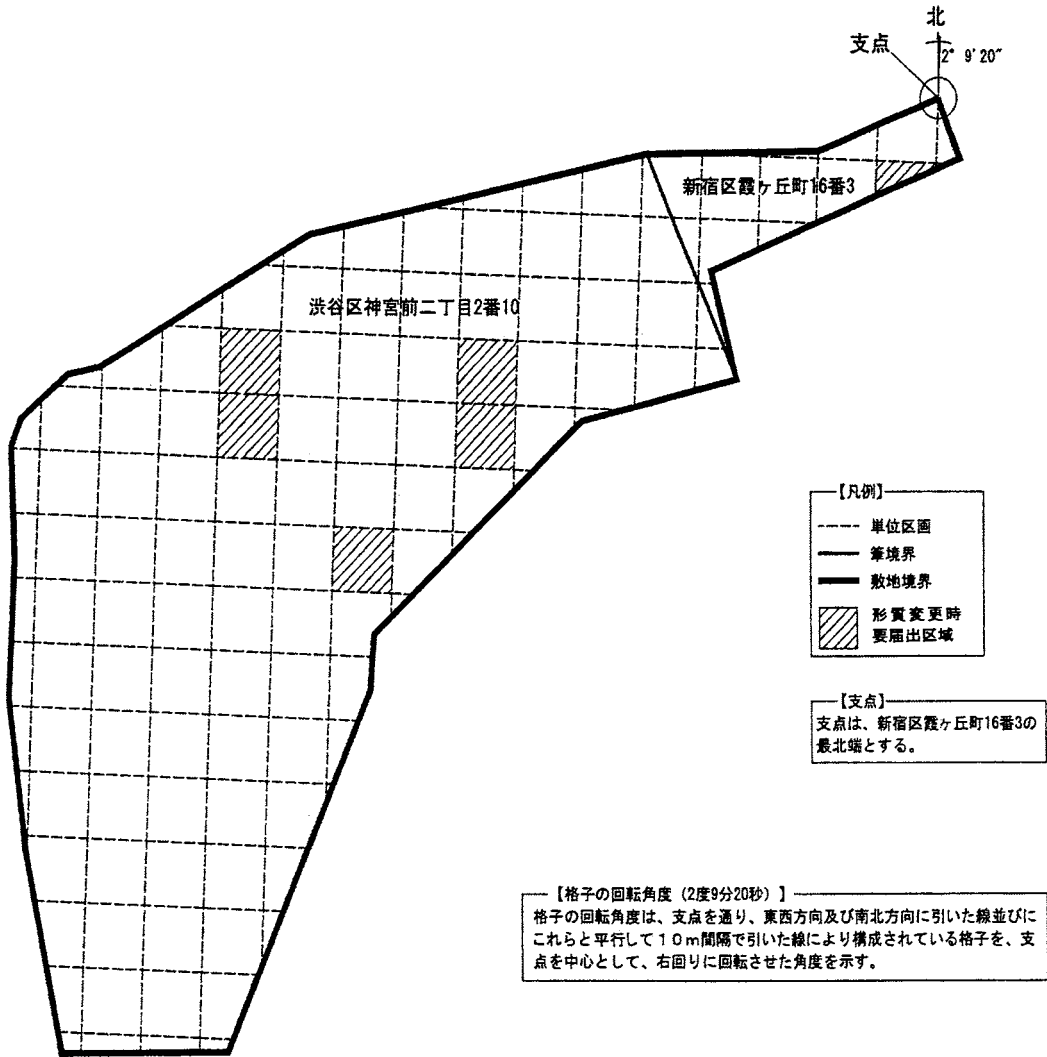 北
支点
2° 9′20″
新宿区霞ヶ丘町16番3
渋谷区神宮前二丁目2番10
【凡例】
単位区画
筆境界
敷地境界
形質変更時
要届出区域
【支点】
支点は、新宿区霞ヶ丘町16番3の
最北端とする。
【格子の回転角度（2度9分20秒）】
格子の回転角度は、支点を通り、東西方向及び南北方向に引いた線並びに
これらと平行して１０ｍ間隔で引いた線により構成されている格子を、支
点を中心として、右回りに回転させた角度を示す。